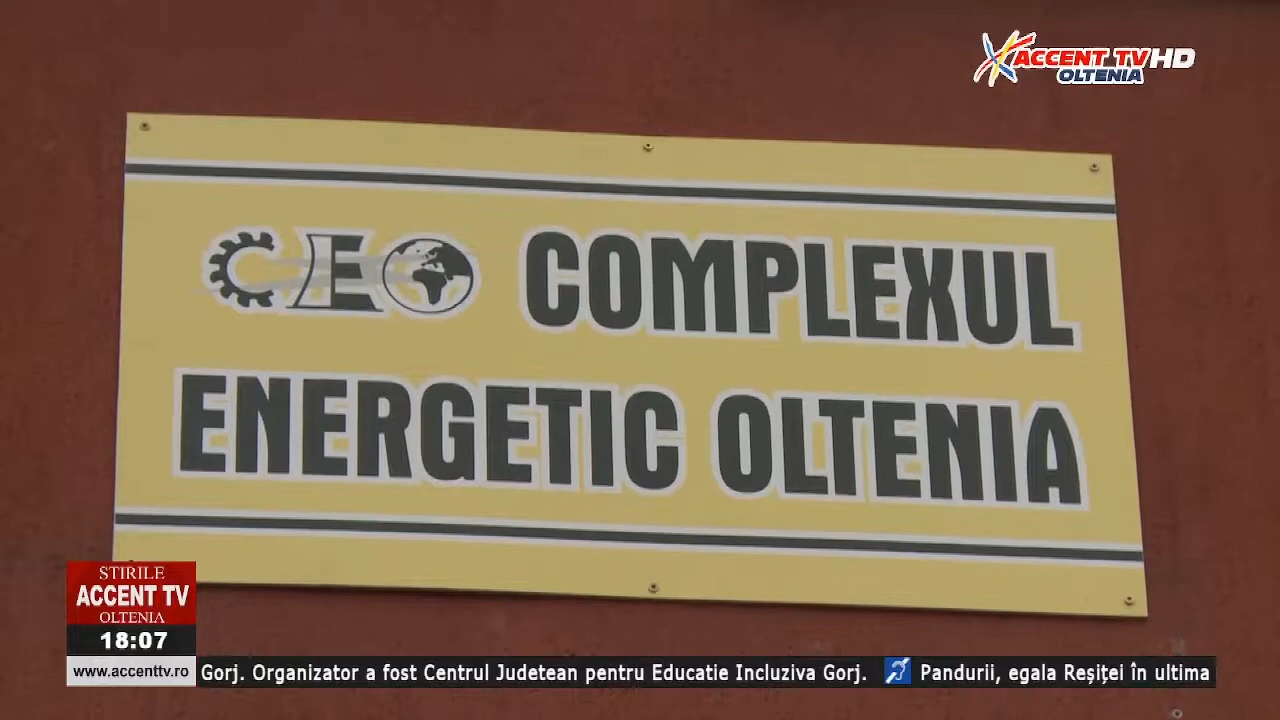 ACCENT TV HD
OLTENIA
CEO COMPLEXUL
ENERGETIC OLTENIA
STIRILE
ACCENT TV
OLTENIA
18:07
www.accenttv.ro
Gorj. Organizator a fost Centrul Judetean pentru Educatie Incluziva Gorj.
Pandurii, egala Reșiței în ultima